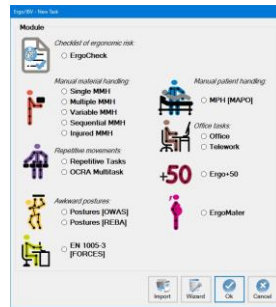 Ergo/IBV - New Task
Module
Checklist of ergonomic risk:
ErgoCheck
Manual material handling:
Single MMH
Multiple MMH
Variable MMH
Sequential MMH
Injured MMH
Repetitive movements:
Repetitive Tasks
OCRA Multitask
Awkward postures:
Postures [OWAS]
Postures [REBA]
EN 1005-3
[FORCES]
Manual patient handling:
MPH [MAPO]
Office tasks:
Office
Telework
+50
Ergo+50
ErgoMater
Import
Wizard
Ok
Cancel